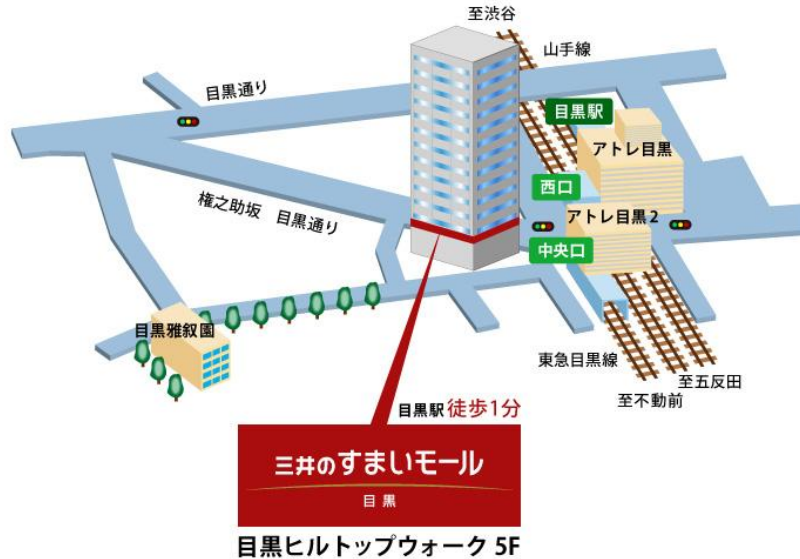 至渋谷
山手線
目黒通り
目黒駅
アトレ目黒
西口
権之助坂 目黒通り
アトレ目黒2
中央口
目黒雅叙園
東急目黒線
至五反田
至不動前
目黒駅 徒歩1分
三井のすまいモール
目黒
目黒ヒルトップウォーク 5F